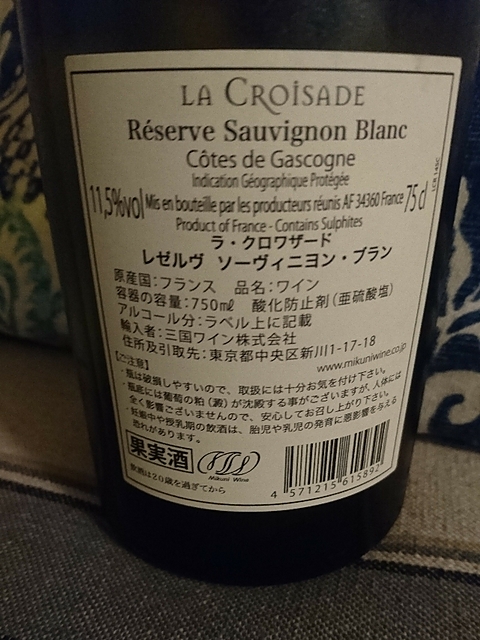 LA CROISADE
Réserve Sauvignon Blanc
Côtes de Gascogne
Indication Géographique Protégée
11,5%vol Mis en bouteille par les producteurs réunis AF 34360 France 75 cl
Product of France - Contains Sulphites
ラ・クロワザード
レゼルヴ ソーヴィニヨン・ブラン
原産国:フランス 品名:ワイン
容器の容量:750㎖ 酸化防止剤(亜硫酸塩)
アルコール分:ラベル上に記載
輸入者:三国ワイン株式会社
住所及引取先:東京都中央区新川1-17-18
www.mikuniwine.co.jp
【ご注意】
・瓶は破損しやすいので、取扱には十分お気を付け下さい。
・瓶底には葡萄の粕(澱)が沈殿する事がございますが、人体には
全く影響ございませんので、安心してお召し上がり下さい。
・妊娠中や授乳期の飲酒は、胎児や乳児の発育に悪影響を与える
恐れがあります。
果実酒
Mikuni Wine
飲酒は20歳を過ぎてから
4 571215 615892